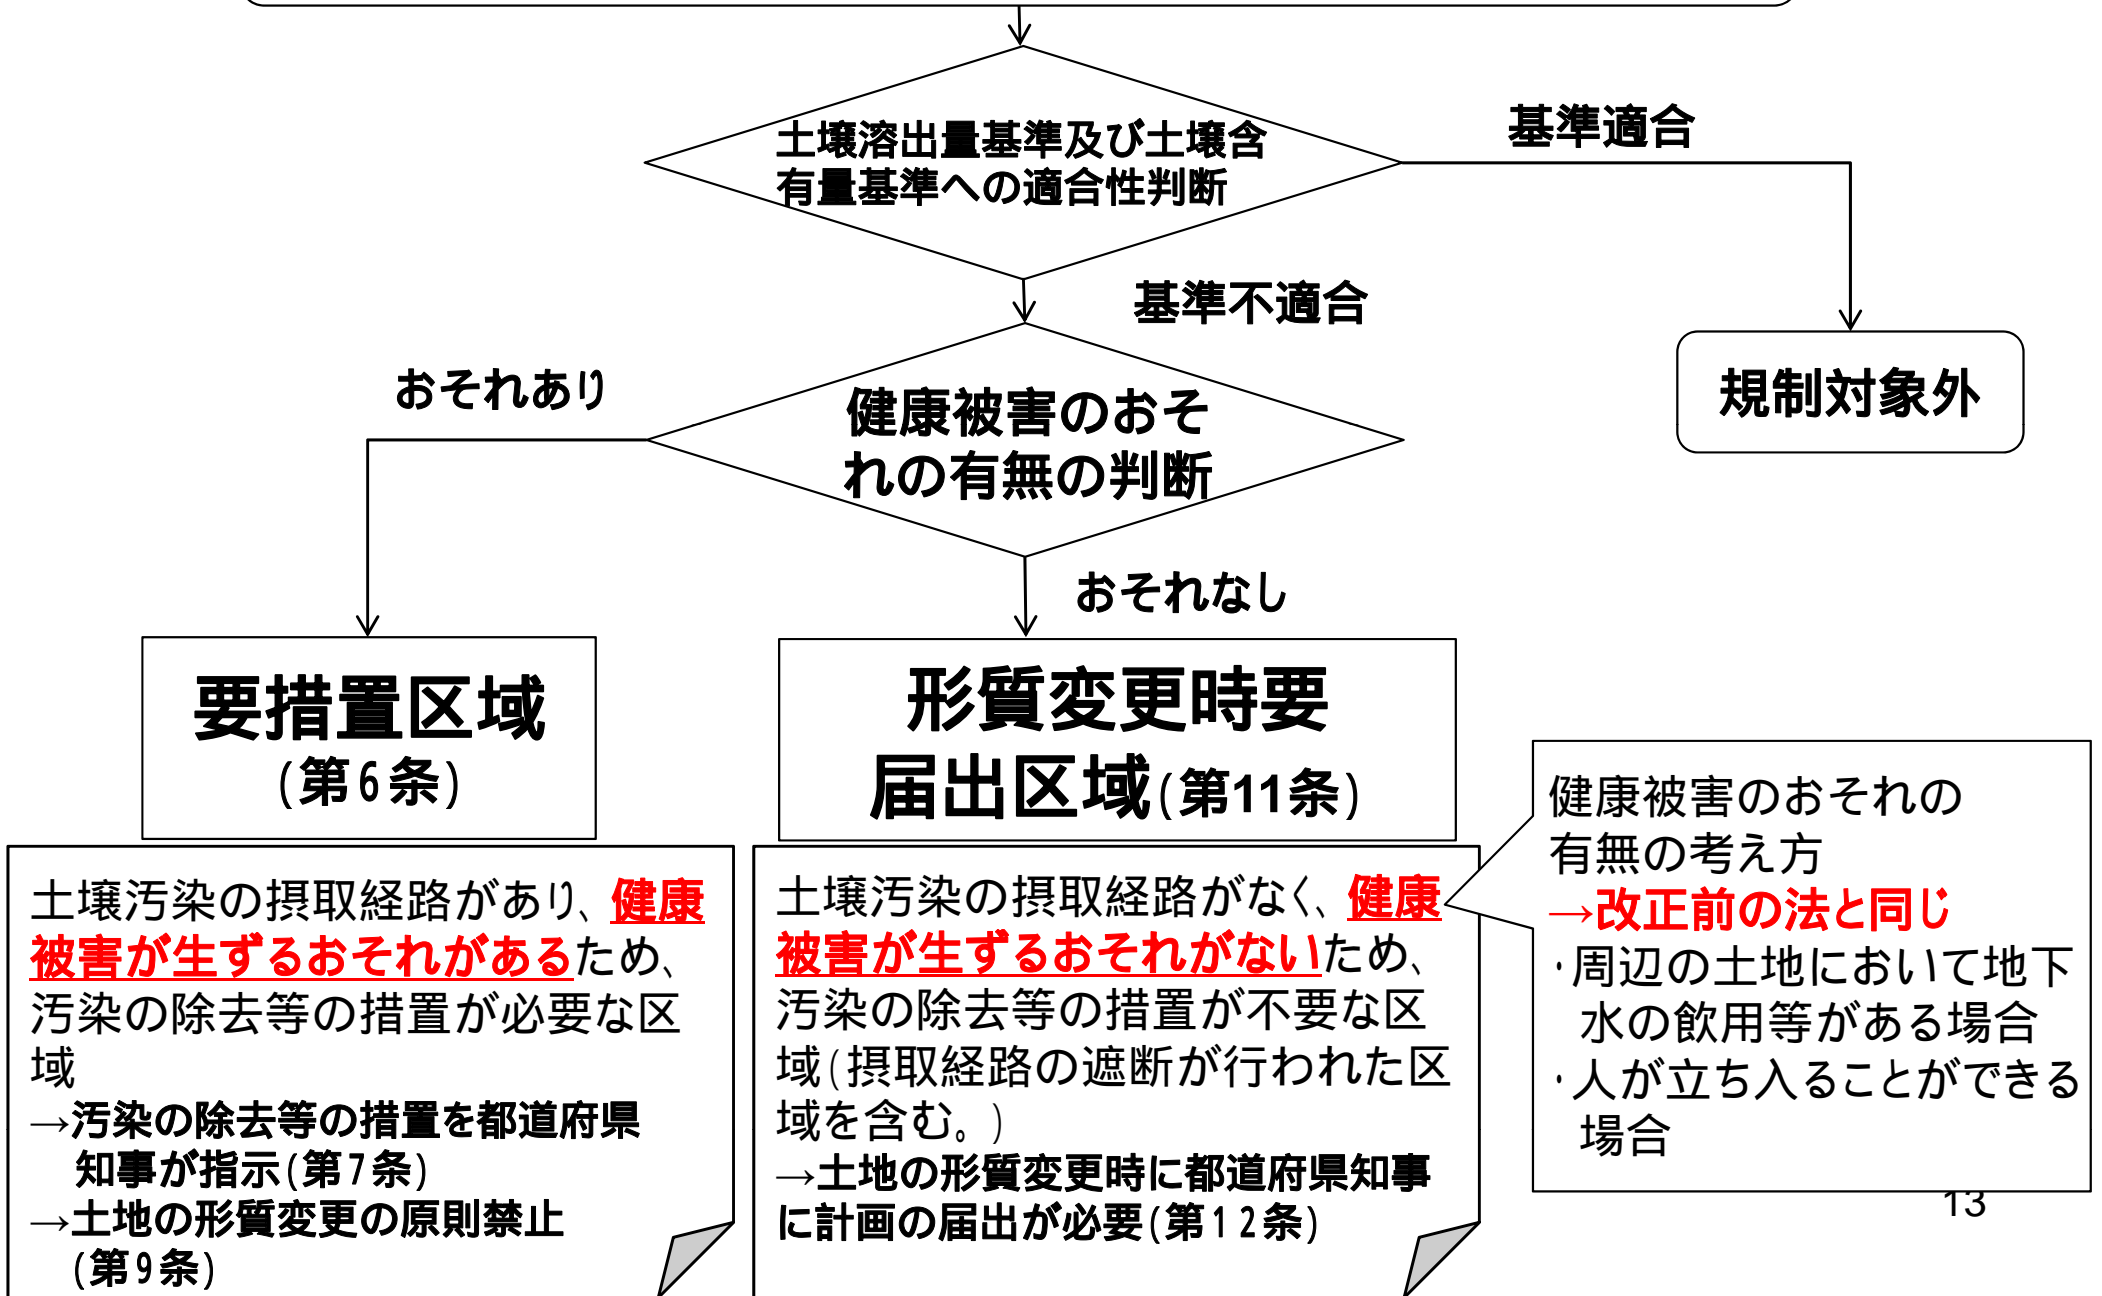 土壌溶出量基準及び土壌含
有量基準への適合性判断
基準適合
基準不適合
規制対象外
おそれあり
健康被害のおそ
れの有無の判断
おそれなし
要措置区域
(第6条)
形質変更時要
届出区域(第11条)
土壌汚染の摂取経路があり、健康
被害が生ずるおそれがあるため、
汚染の除去等の措置が必要な区
域
→汚染の除去等の措置を都道府県
知事が指示(第7条)
→土地の形質変更の原則禁止
(第9条)
土壌汚染の摂取経路がなく、健康
被害が生ずるおそれがないため、
汚染の除去等の措置が不要な区
域(摂取経路の遮断が行われた区
域を含む。)
→土地の形質変更時に都道府県知事
に計画の届出が必要(第12条)
健康被害のおそれの
有無の考え方
→改正前の法と同じ
・周辺の土地において地下
水の飲用等がある場合
・人が立ち入ることができる
場合
13